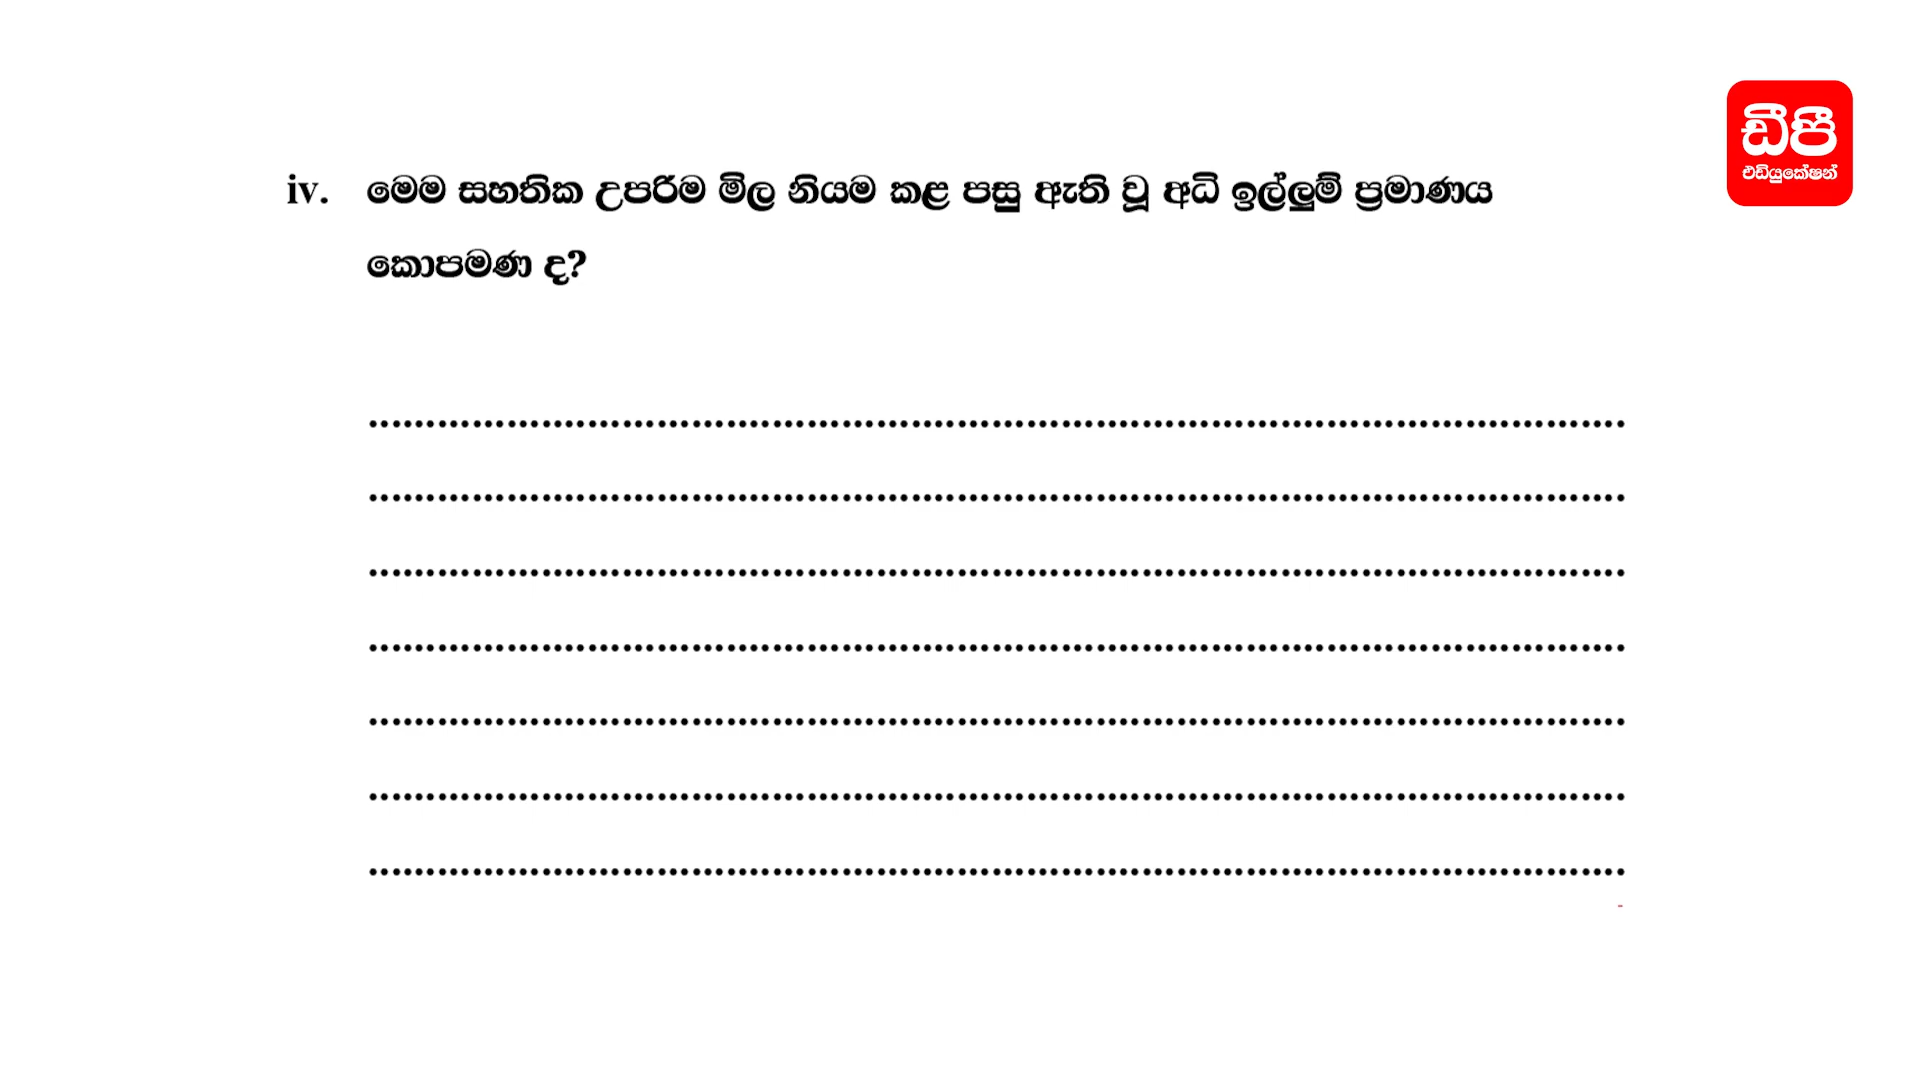 ඩීපී
එඩියුකේෂන්
iv. මෙම සහතික උපරිම මිල නියම කළ පසු ඇති වූ අධි ඉල්ලුම් ප්‍රමාණය
කොපමණ ද?